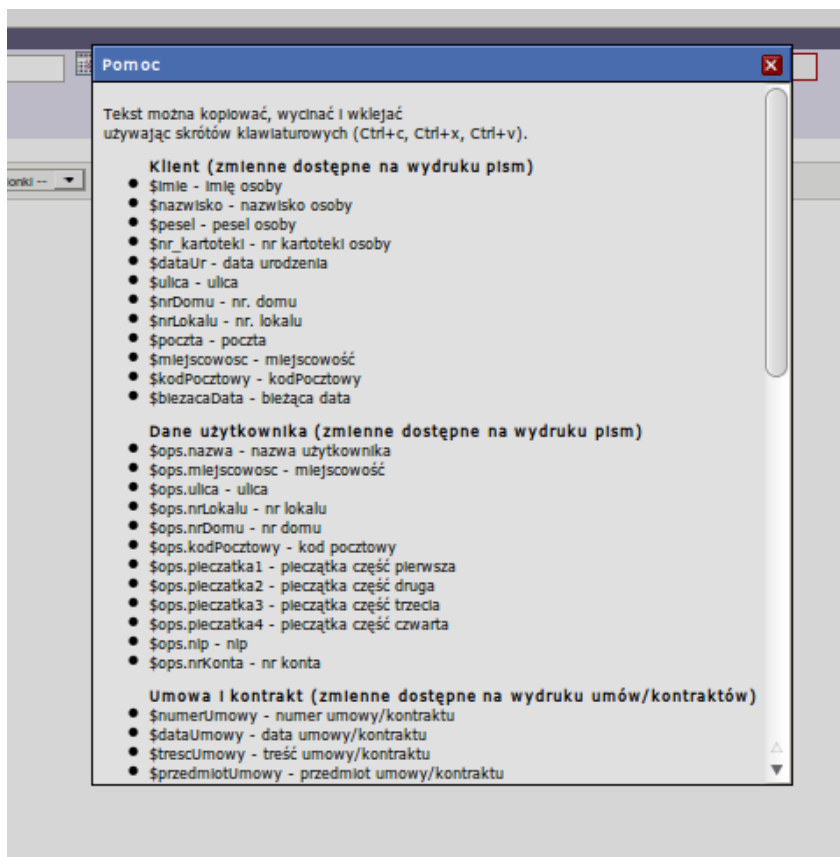 Pomoc
Tekst można kopiować, wycinać i wklejać
używając skrótów klawiaturowych (Ctrl+c, Ctrl+x, Ctrl+v).
Klient (zmienne dostępne na wydruku pism)
$imie - imię osoby
$nazwisko - nazwisko osoby
$pesel - pesel osoby
$nr_kartoteki - nr kartoteki osoby
$dataUr - data urodzenia
$ulica - ulica
$nrDomu - nr. domu
$nrLokalu - nr. lokalu
$poczta - poczta
$miejscowosc - miejscowość
$kodPocztowy - kodPocztowy
$biezacaData - bieżąca data
Dane użytkownika (zmienne dostępne na wydruku pism)
$ops.nazwa - nazwa użytkownika
$ops.miejscowosc - miejscowość
$ops.ulica - ulica
$ops.nrLokalu - nr lokalu
$ops.nrDomu - nr domu
$ops.kodPocztowy - kod pocztowy
$ops.pieczatka1 - pieczątka część pierwsza
$ops.pieczatka2 - pieczątka część druga
$ops.pieczatka3 - pieczątka część trzecia
$ops.pieczatka4 - pieczątka część czwarta
$ops.nip - nip
$ops.nrKonta - nr konta
Umowa i kontrakt (zmienne dostępne na wydruku umów/kontraktów)
$numerUmowy - numer umowy/kontraktu
$dataUmowy - data umowy/kontraktu
$trescUmowy - treść umowy/kontraktu
$przedmiotUmowy - przedmiot umowy/kontraktu